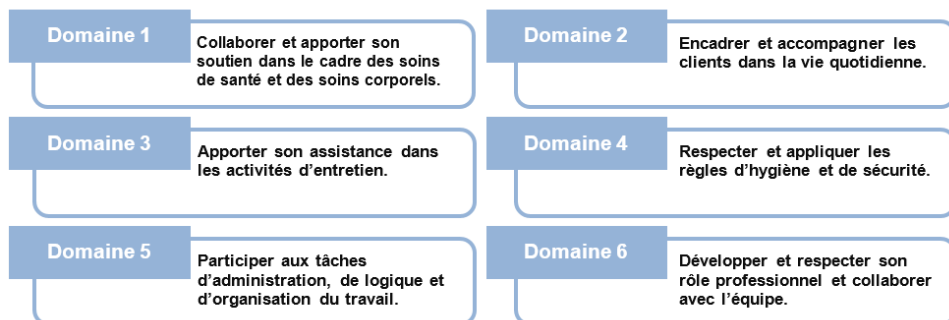 Domaine 1
Collaborer et apporter son
soutien dans le cadre des soins
de santé et des soins corporels.
Domaine 2
Encadrer et accompagner les
clients dans la vie quotidienne.
Domaine 3
Apporter son assistance dans
les activités d'entretien.
Domaine 4
Respecter et appliquer les
règles d'hygiène et de sécurité.
Domaine 5
Participer aux tâches
d'administration, de logique et
d'organisation du travail.
Domaine 6
Développer et respecter son
rôle professionnel et collaborer
avec l'équipe.